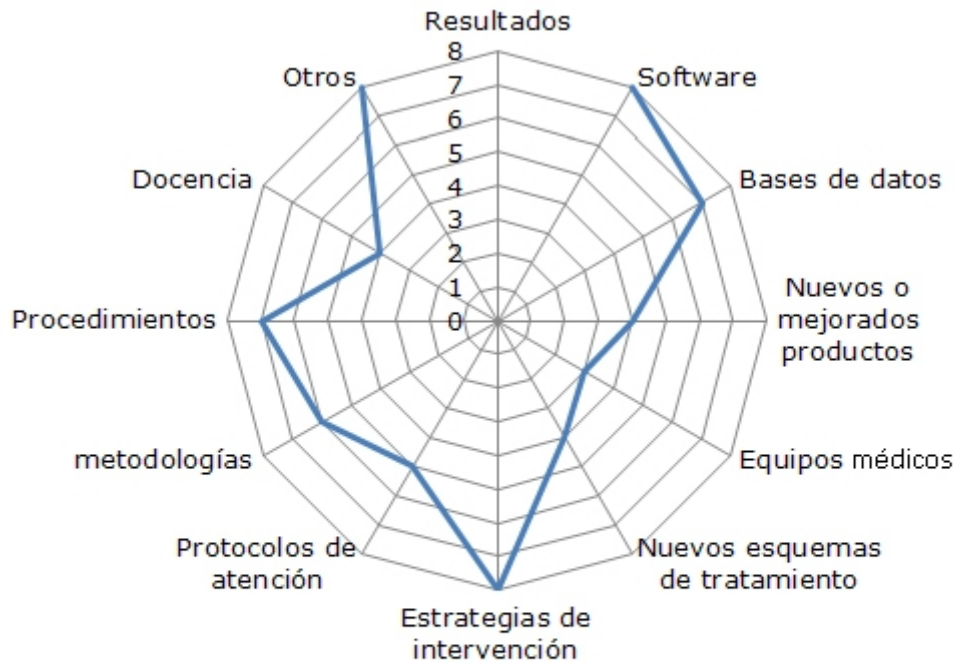 Resultados
Software
Bases de datos
Nuevos o
mejorados
productos
Equipos médicos
Nuevos esquemas
de tratamiento
Estrategias de
intervención
Protocolos de
atención
metodologías
Procedimientos
Docencia
Otros
8
7
6
5
4
3
2
1
0